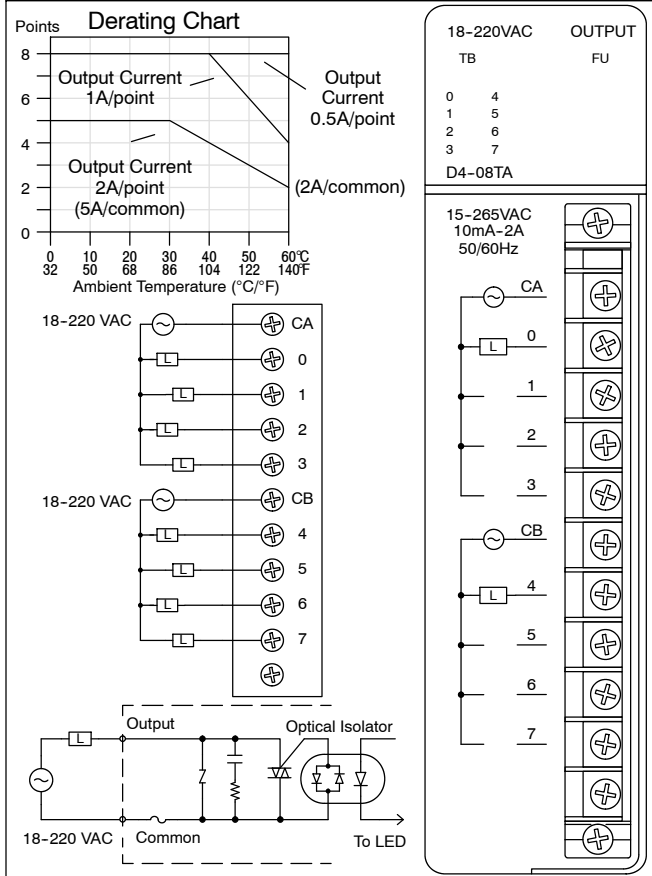 Derating Chart
Points
8
6
4
2
0
Output Current
1A/point
Output
Current
0.5A/point
Output Current
2A/point
(5A/common)
(2A/common)
0 10 20 30 40 50 60°C
32 50 68 86 104 122 140°F
Ambient Temperature (°C/°F)
18-220 VAC
CA
0
1
2
3
18-220 VAC
CB
4
5
6
7
L
L
L
L
L
L
L
L
Output
Optical Isolator
L
18-220 VAC
Common
To LED
18-220VAC OUTPUT
TB FU
0 4
1 5
2 6
3 7
D4-08TA
15-265VAC
10mA-2A
50/60Hz
CA
L 0
1
2
3
CB
L 4
5
6
7